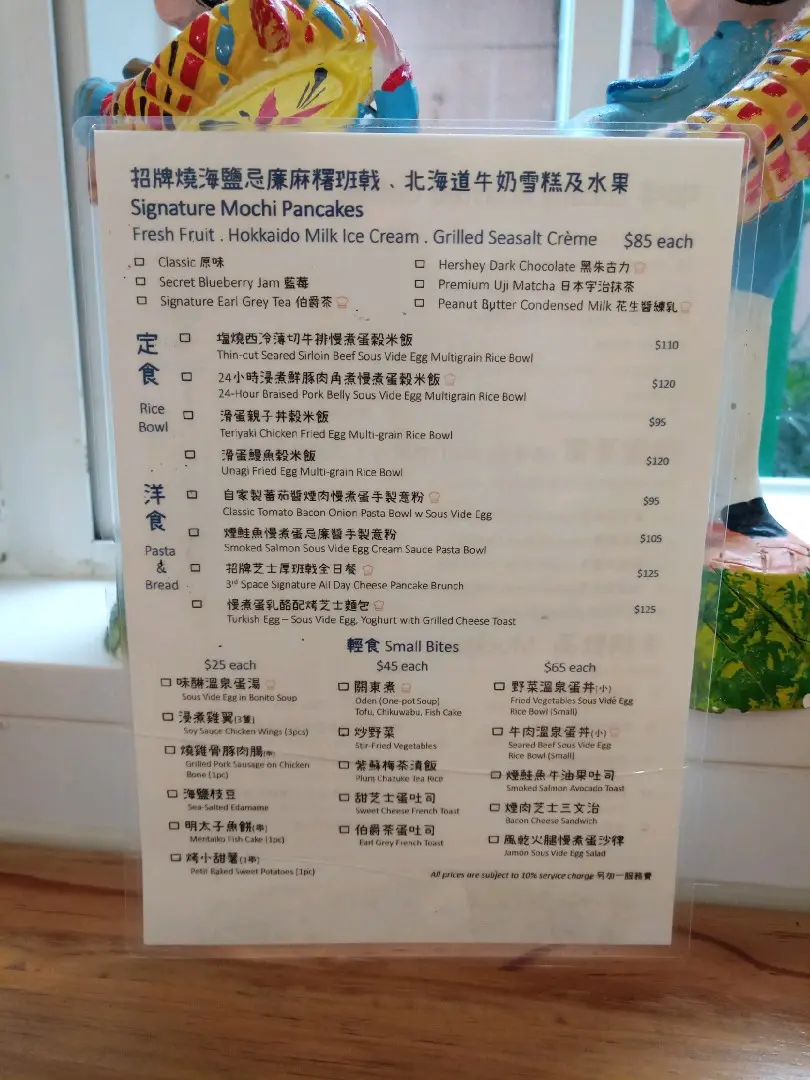 招牌燒海鹽忌廉麻糬班戟、北海道牛奶雪糕及水果
Signature Mochi Pancakes
Fresh Fruit . Hokkaido Milk Ice Cream . Grilled Seasalt Crème $85 each
Classic 原味
Hershey Dark Chocolate 黑朱古力
Secret Blueberry Jam 藍莓
Premium Uji Matcha 日本宇治抹茶
Signature Earl Grey Tea 伯爵茶
Peanut Butter Condensed Milk 花生醬練乳
定食
Rice
Bowl
塩燒西冷薄切牛排慢煮蛋穀米飯 $110
Thin-cut Seared Sirloin Beef Sous Vide Egg Multigrain Rice Bowl
24小時浸煮鮮豚肉角煮慢煮蛋穀米飯 $120
24-Hour Braised Pork Belly Sous Vide Egg Multigrain Rice Bowl
滑蛋親子丼穀米飯 $95
Teriyaki Chicken Fried Egg Multi-grain Rice Bowl
滑蛋鰻魚穀米飯 $120
Unagi Fried Egg Multi-grain Rice Bowl
洋食
Pasta
&
Bread
自家製蕃茄醬煙肉慢煮蛋手製意粉 $95
Classic Tomato Bacon Onion Pasta Bowl w Sous Vide Egg
煙鮭魚慢煮蛋忌廉醬手製意粉 $105
Smoked Salmon Sous Vide Egg Cream Sauce Pasta Bowl
招牌芝士厚班戟全日餐 $125
3rd Space Signature All Day Cheese Pancake Brunch
慢煮蛋乳酪配烤芝士麵包 $125
Turkish Egg – Sous Vide Egg, Yoghurt with Grilled Cheese Toast
輕食 Small Bites
$25 each
味醂溫泉蛋湯
Sous Vide Egg in Bonito Soup
浸煮雞翼(3隻)
Soy Sauce Chicken Wings (3pcs)
燒雞骨豚肉腸
Grilled Pork Sausage on Chicken
Bone (1pc)
海鹽枝豆
Sea-Salted Edamame
明太子魚餅(串)
Mentaiko Fish Cake (1pc)
烤小甜薯(1串)
Petit Baked Sweet Potatoes (1pc)
$45 each
關東煮
Oden (One-pot Soup)
Tofu, Chikuwabu, Fish Cake
炒野菜
Stir-Fried Vegetables
紫蘇梅茶漬飯
Plum Chazuke Tea Rice
甜芝士蛋吐司
Sweet Cheese French Toast
伯爵茶蛋吐司
Earl Grey French Toast
$65 each
野菜溫泉蛋丼(小)
Fried Vegetables Sous Vide Egg
Rice Bowl (Small)
牛肉溫泉蛋丼(小)
Seared Beef Sous Vide Egg
Rice Bowl (Small)
煙鮭魚牛油果吐司
Smoked Salmon Avocado Toast
煙肉芝士三文治
Bacon Cheese Sandwich
風乾火腿慢煮蛋沙律
Jamón Sous Vide Egg Salad
All prices are subject to 10% service charge 另加一服務費